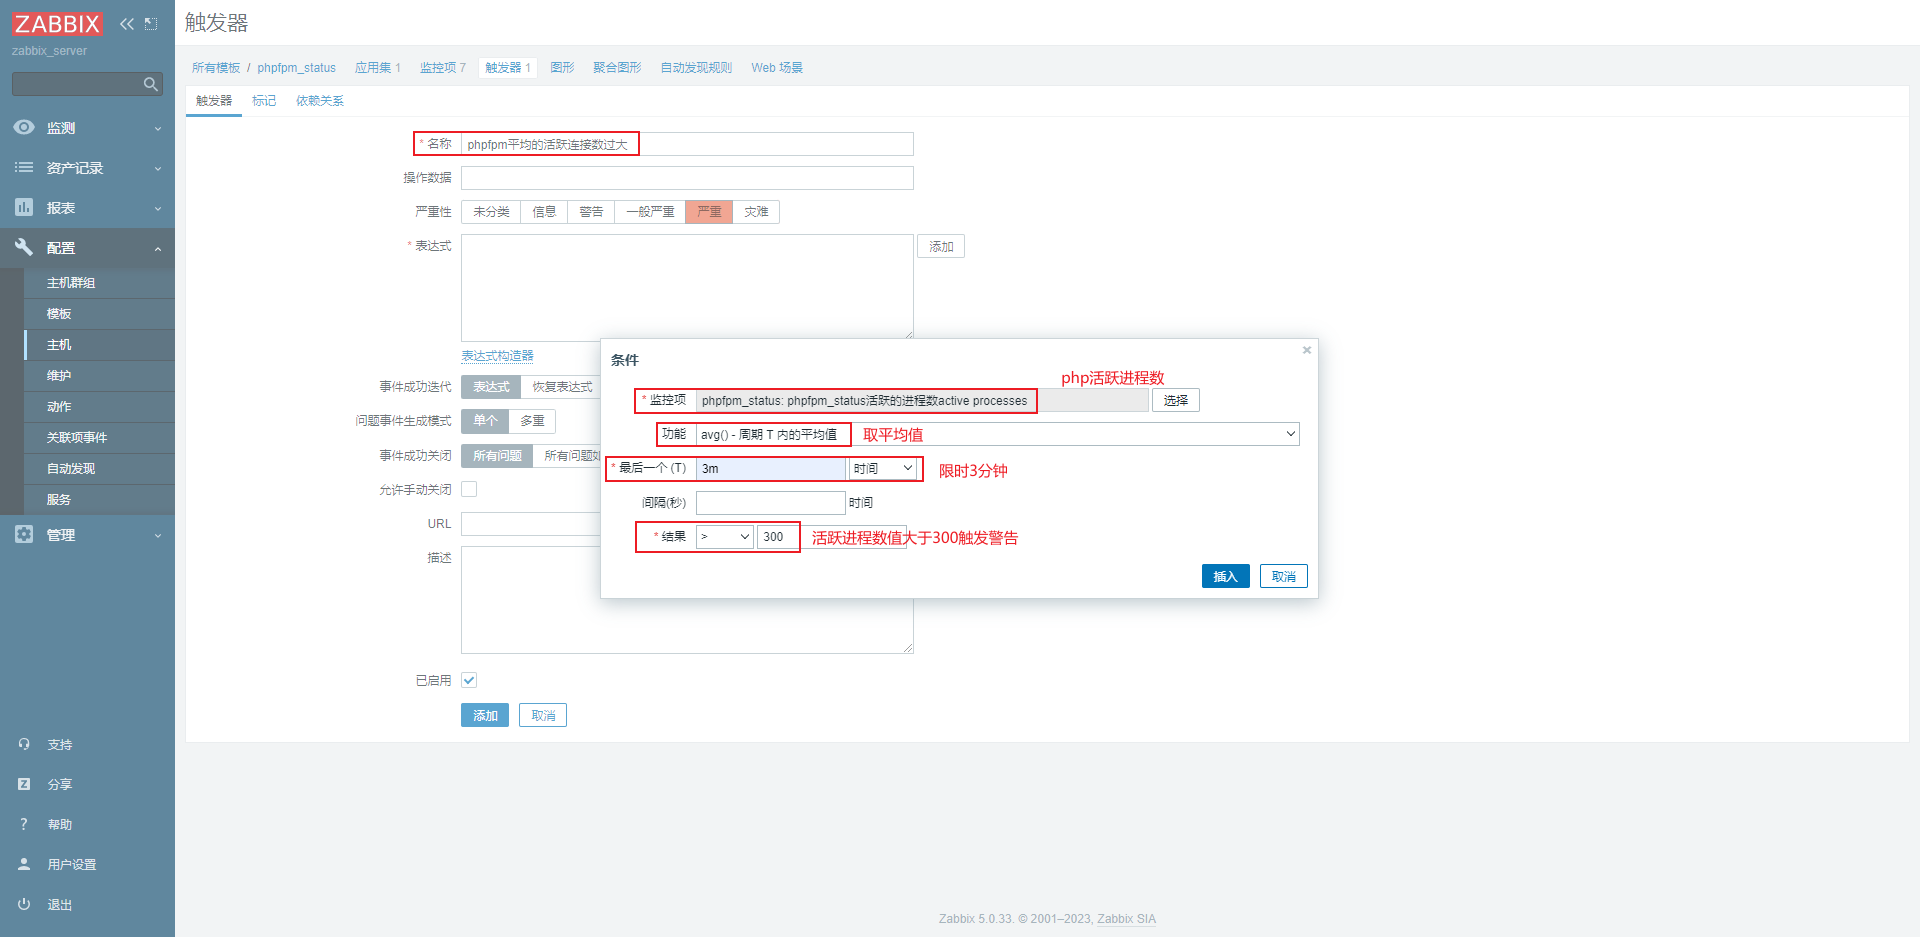 ZABBIX
zabbix_server
监测
资产记录
报表
配置
主机群组
模板
主机
维护
动作
关联项事件
自动发现
服务
管理
支持
分享
帮助
用户设置
退出
触发器
所有模板 / phpfpm_status 应用集 1 监控项 7 触发器 1 图形 聚合图形 自动发现规则 Web 场景
触发器 标记 依赖关系
* 名称 phpfpm平均的活跃连接数过大
操作数据
严重性 未分类 信息 警告 一般严重 严重 灾难
* 表达式 添加
表达式构造器
事件成功迭代 表达式 恢复表达式
问题事件生成模式 单个 多重
事件成功关闭 所有问题 所有问题如
允许手动关闭
URL
描述
已启用
添加 取消
条件
php活跃进程数
* 监控项 phpfpm_status: phpfpm_status活跃的进程数active processes 选择
功能 avg() - 周期 T 内的平均值 取平均值
* 最后一个 (T) 3m 时间 限时3分钟
间隔(秒) 时间
* 结果 > 300 活跃进程数值大于300触发警告
插入 取消
Zabbix 5.0.33. © 2001–2023, Zabbix SIA